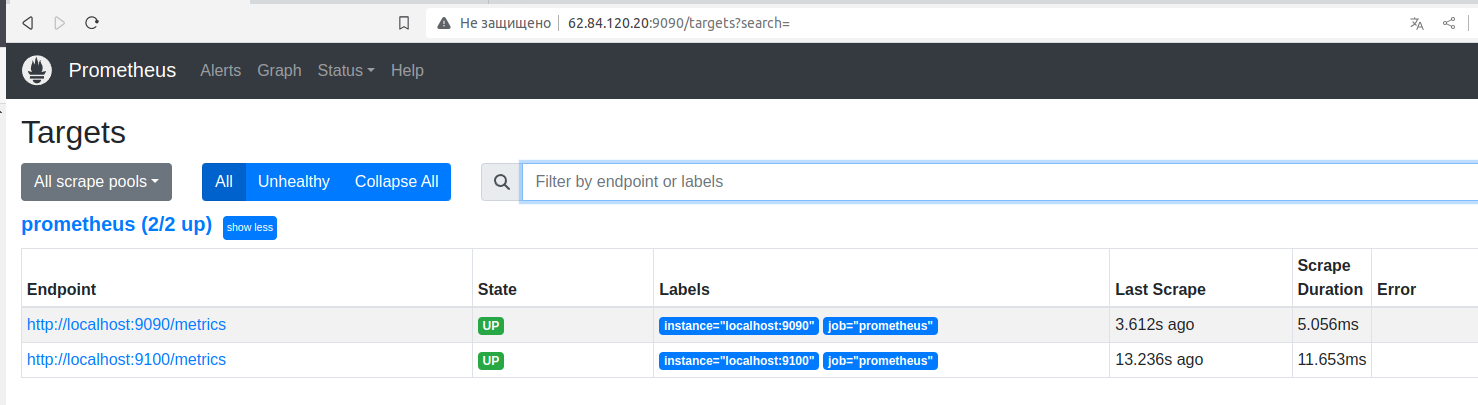 Не защищено 62.84.120.20:9090/targets?search=
Prometheus Alerts Graph Status Help
Targets
All scrape pools All Unhealthy Collapse All Filter by endpoint or labels
prometheus (2/2 up) show less
Endpoint State Labels Last Scrape Scrape Duration Error
http://localhost:9090/metrics UP instance="localhost:9090" job="prometheus" 3.612s ago 5.056ms
http://localhost:9100/metrics UP instance="localhost:9100" job="prometheus" 13.236s ago 11.653ms